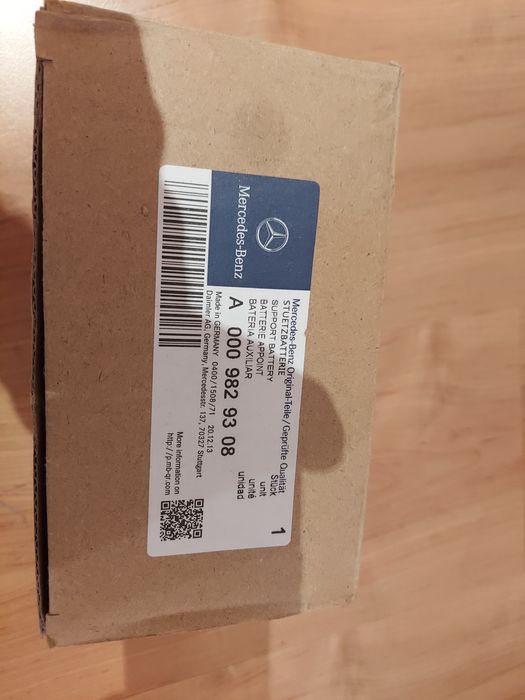 Mercedes-Benz
Mercedes-Benz Original-Teile/Geprüfte Qualität
STUETZBATTERIE
SUPPORT BATTERY
BATTERIE APPOINT
BATERIA AUXILIAR
Stück
unit
unité
unidad
1
A 000 982 93 08
Made in GERMANY 0400/1508/71 20.12.13
Daimler AG, Germany, Mercedesstr. 137, 70327 Stuttgart
More information on
http://p.mb-qr.com